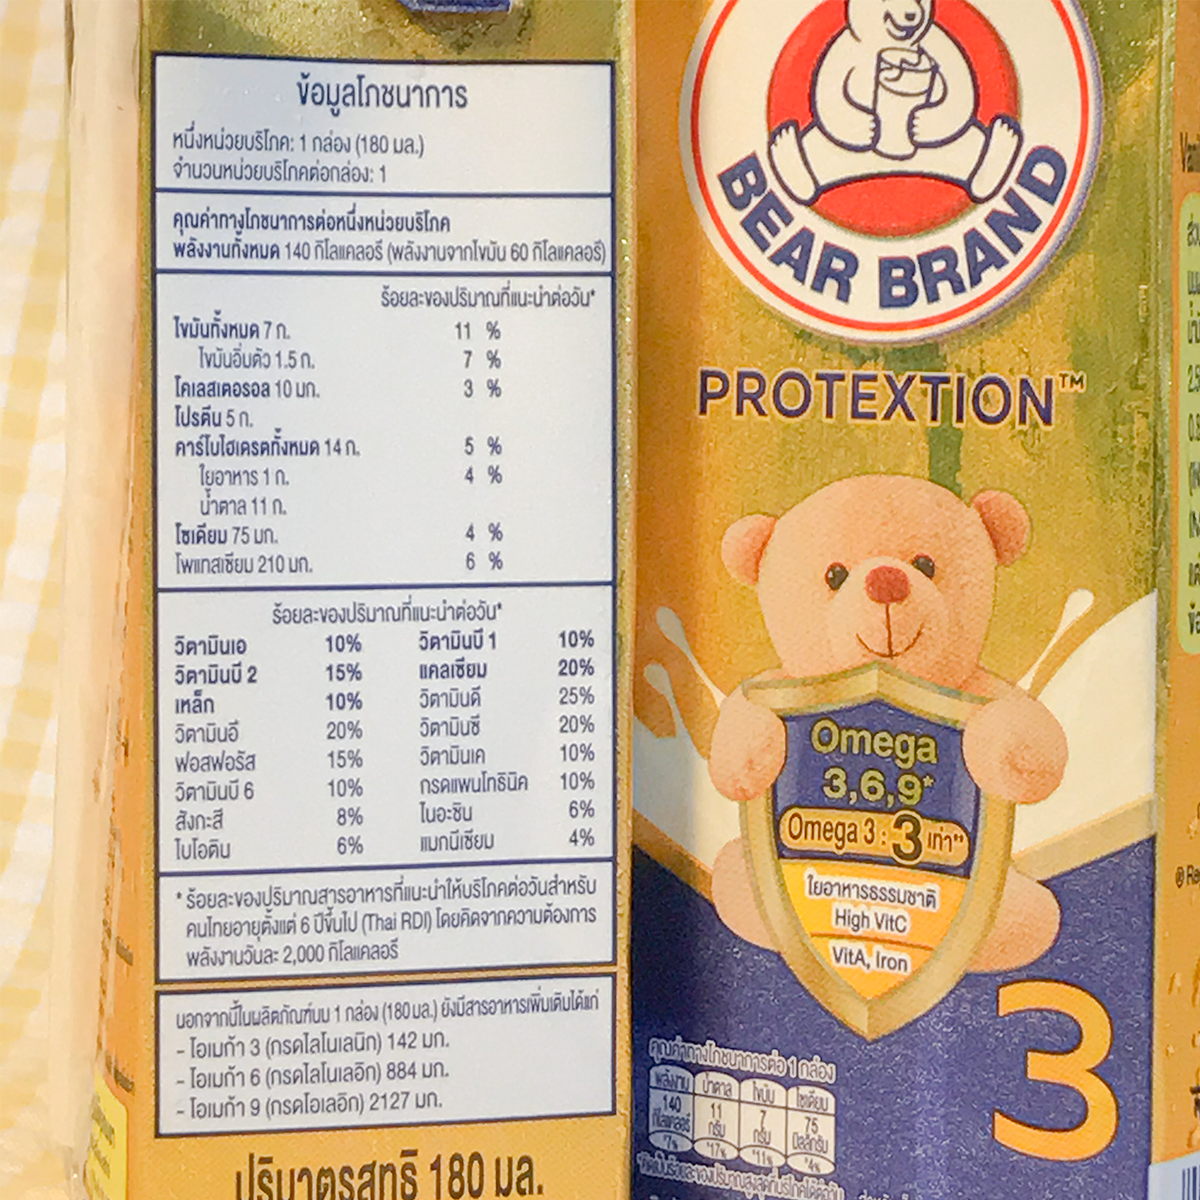 ข้อมูลโภชนาการ
หนึ่งหน่วยบริโภค: 1 กล่อง (180 มล.)
จำนวนหน่วยบริโภคต่อกล่อง: 1
คุณค่าทางโภชนาการต่อหนึ่งหน่วยบริโภค
พลังงานทั้งหมด 140 กิโลแคลอรี (พลังงานจากไขมัน 60 กิโลแคลอรี)
ร้อยละของปริมาณที่แนะนำต่อวัน*
ไขมันทั้งหมด 7 ก. 11 %
ไขมันอิ่มตัว 1.5 ก. 7 %
โคเลสเตอรอล 10 มก. 3 %
โปรตีน 5 ก.
คาร์โบไฮเดรตทั้งหมด 14 ก. 5 %
ใยอาหาร 1 ก. 4 %
น้ำตาล 11 ก.
โซเดียม 75 มก. 4 %
โพแทสเซียม 210 มก. 6 %
ร้อยละของปริมาณที่แนะนำต่อวัน*
วิตามินเอ 10% วิตามินบี 1 10%
วิตามินบี 2 15% แคลเซียม 20%
เหล็ก 10% วิตามินดี 25%
วิตามินอี 20% วิตามินซี 20%
ฟอสฟอรัส 15% วิตามินเค 10%
วิตามินบี 6 10% กรดแพนโทธินิค 10%
สังกะสี 8% ไนอะซิน 6%
ไบโอติน 6% แมกนีเซียม 4%
* ร้อยละของปริมาณสารอาหารที่แนะนำให้บริโภคต่อวันสำหรับ
คนไทยอายุตั้งแต่ 6 ปีขึ้นไป (Thai RDI) โดยคิดจากความต้องการ
พลังงานวันละ 2,000 กิโลแคลอรี
นอกจากนี้ในผลิตภัณฑ์นม 1 กล่อง (180 มล.) ยังมีสารอาหารเพิ่มเติมได้แก่
- โอเมก้า 3 (กรดไลโนเลนิก) 142 มก.
- โอเมก้า 6 (กรดไลโนเลอิก) 884 มก.
- โอเมก้า 9 (กรดโอเลอิก) 2127 มก.
ปริมาตรสุทธิ 180 มล.
BEAR BRAND
PROTEXTION™
Omega
3,6,9*
Omega 3 : 3 เท่า**
ใยอาหารธรรมชาติ
High VitC
VitA, Iron
3
คุณค่าทางโภชนาการต่อ 1 กล่อง
พลังงาน น้ำตาล ไขมัน โซเดียม
140 11 7 75
กิโลแคลอรี กรัม กรัม มิลลิกรัม
*7% *17% *11% *4%